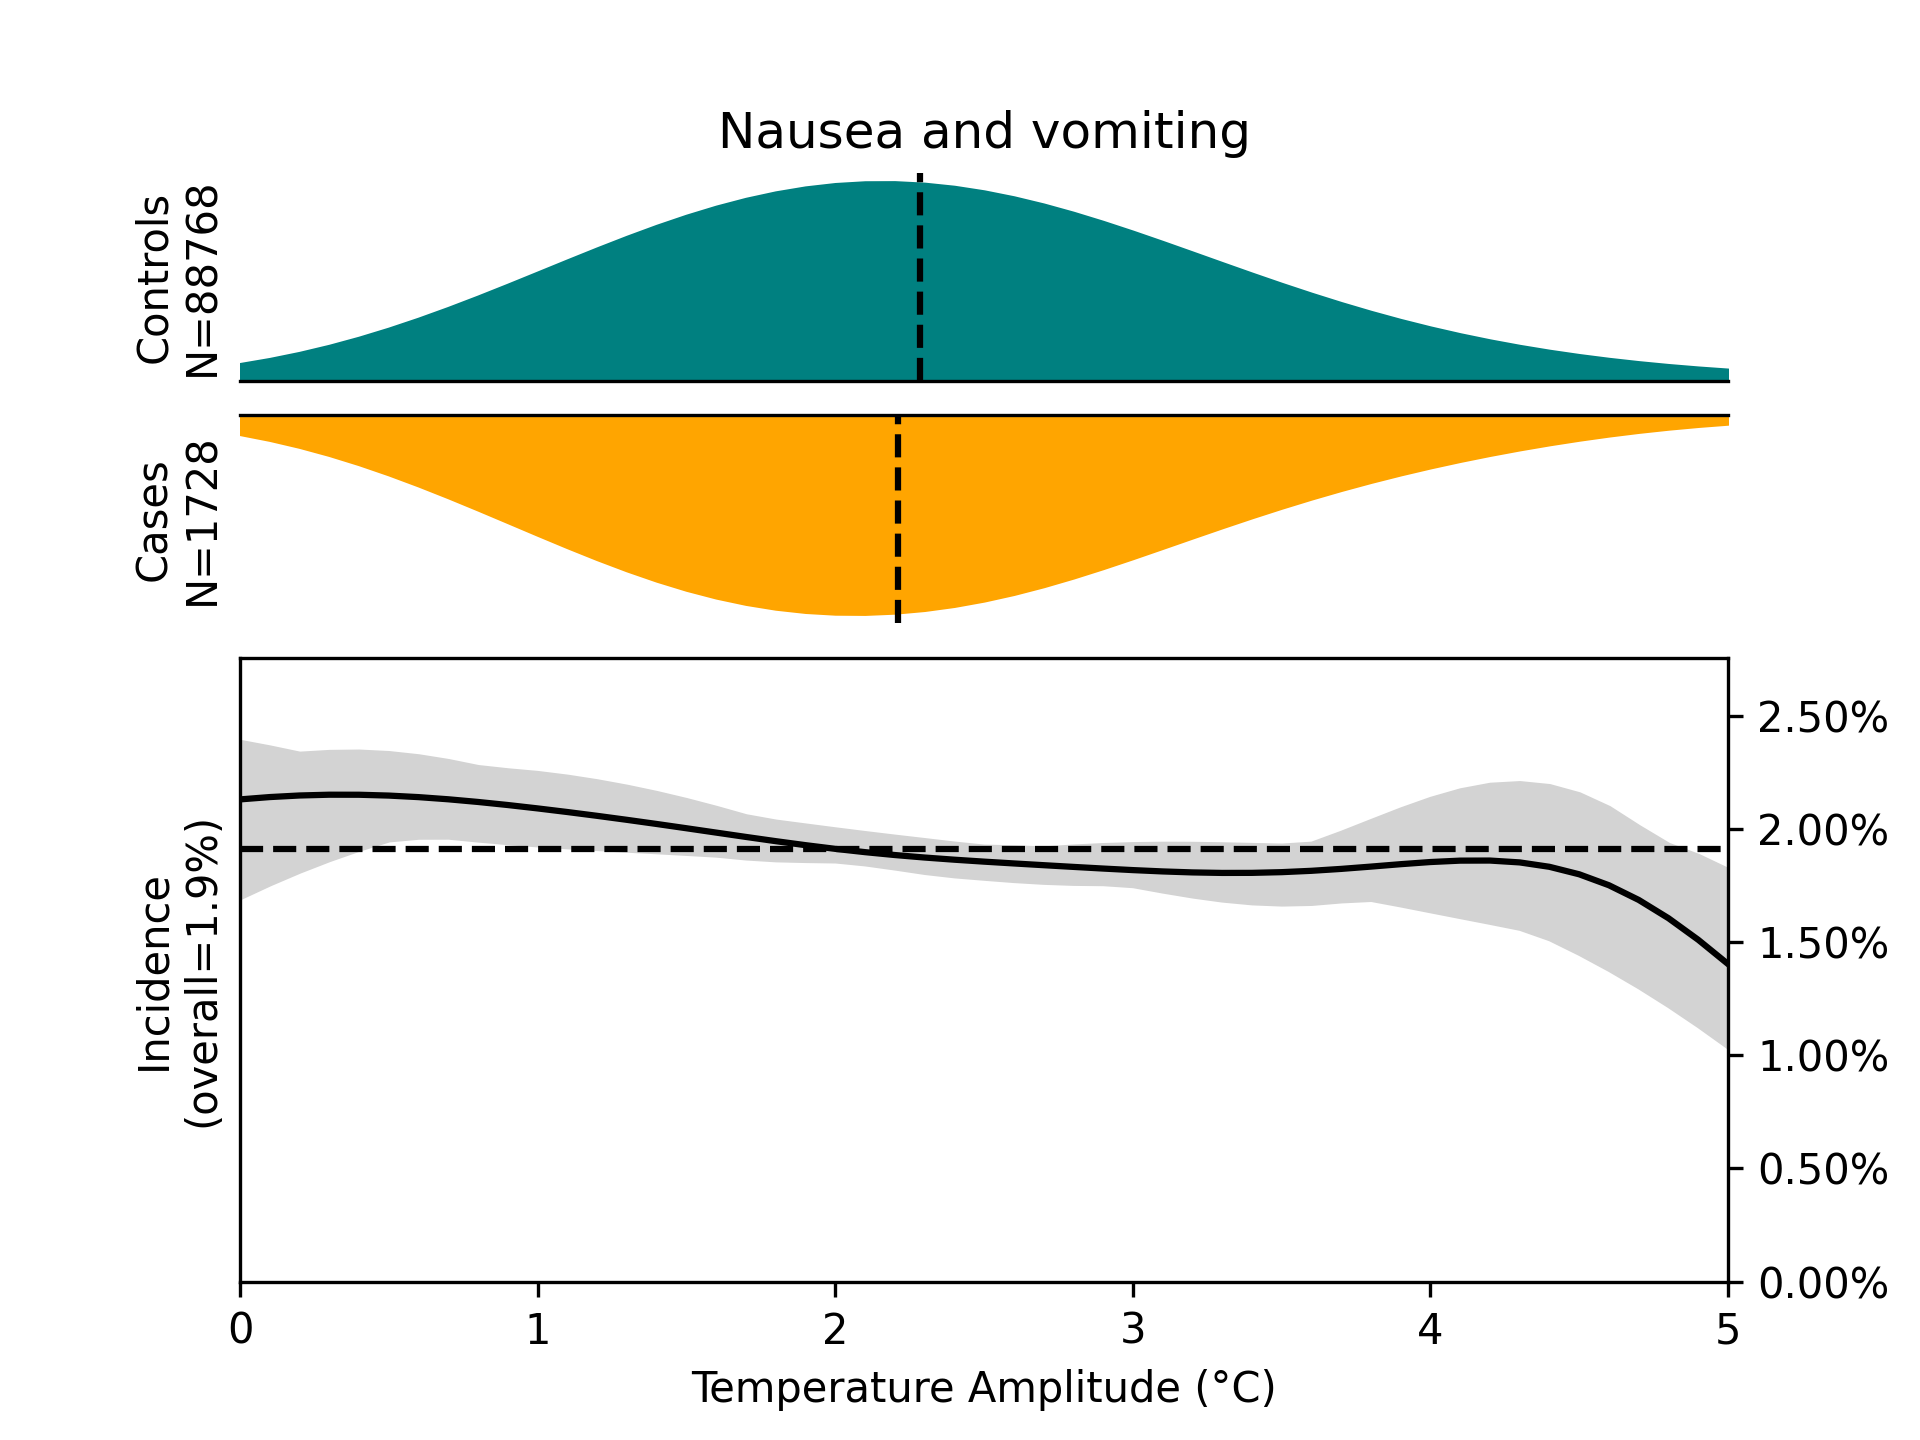 Nausea and vomiting
Controls
N=88768
Cases
N=1728
Incidence
(overall=1.9%)
2.50%
2.00%
1.50%
1.00%
0.50%
0.00%
0 1 2 3 4 5
Temperature Amplitude (°C)